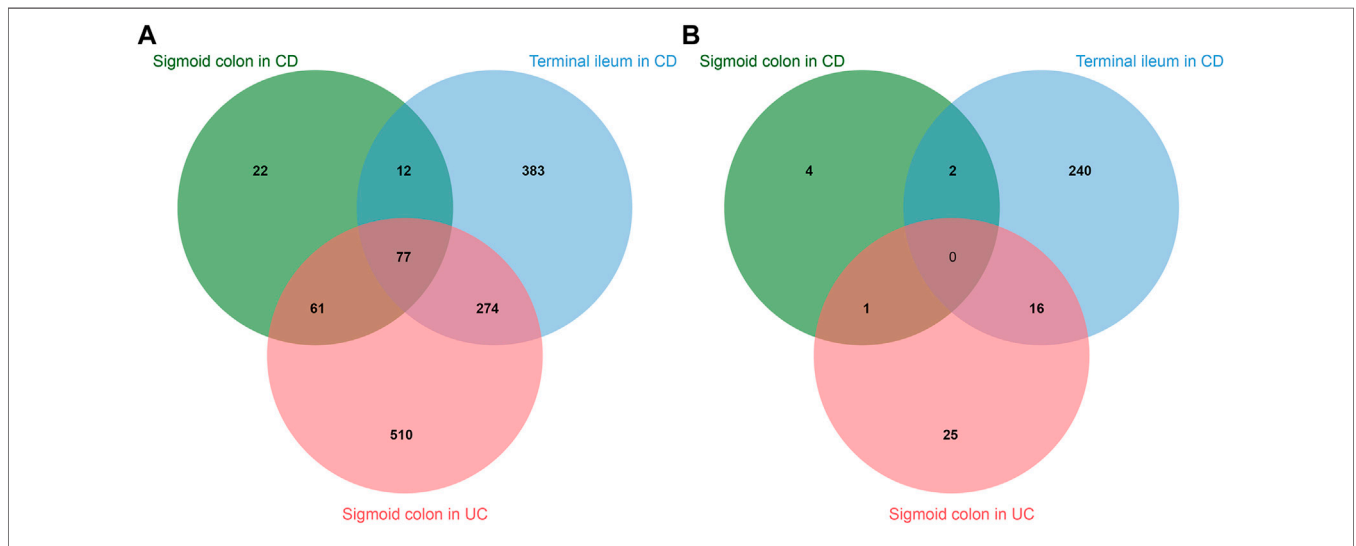 A
B
Sigmoid colon in CD
Terminal ileum in CD
Sigmoid colon in CD
Terminal ileum in CD
22
12
383
4
2
240
77
0
61
274
1
16
510
25
Sigmoid colon in UC
Sigmoid colon in UC